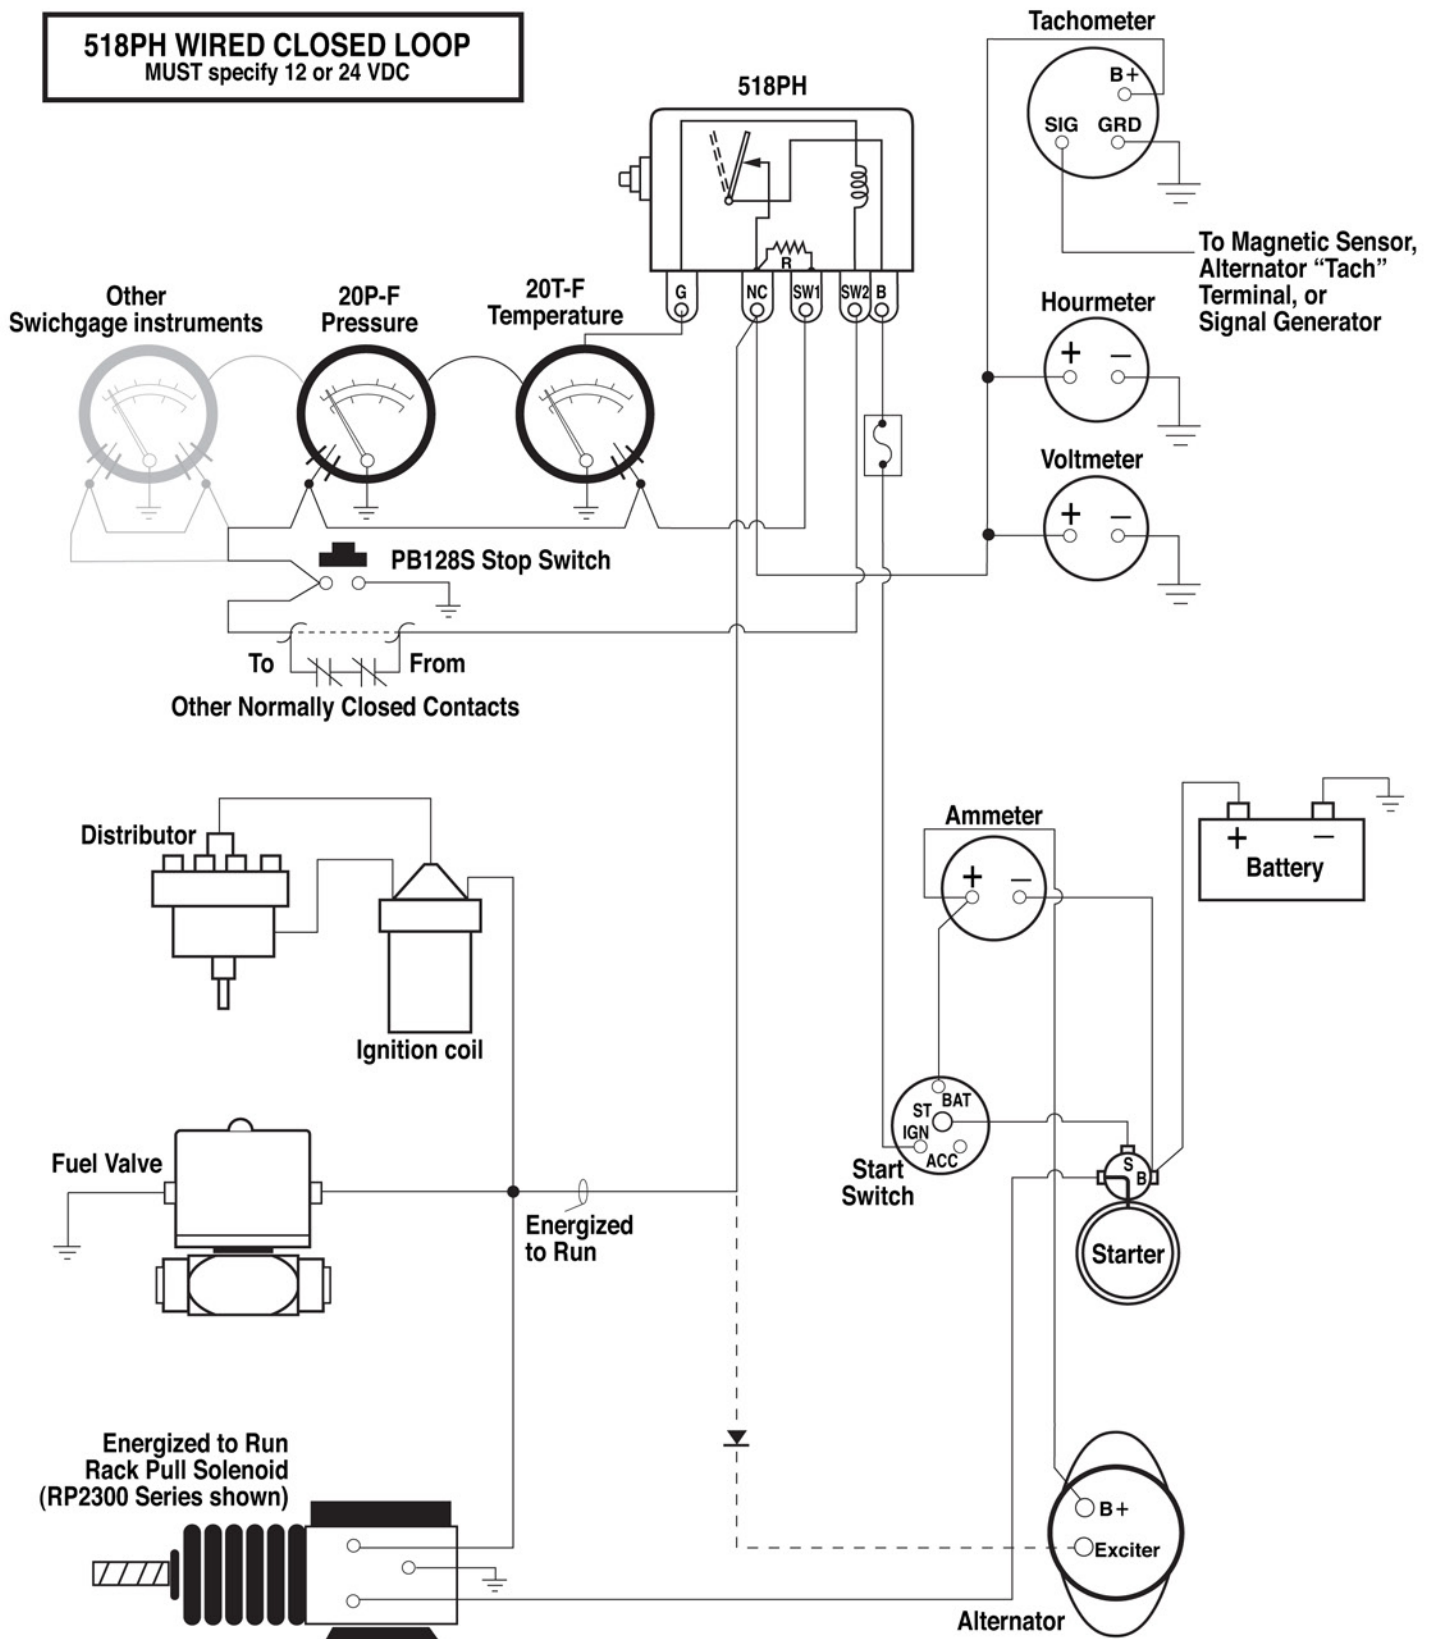 518PH WIRED CLOSED LOOP
MUST specify 12 or 24 VDC
518PH
R
G
NC
SW1
SW2
B
Tachometer
B+
SIG
GRD
To Magnetic Sensor,
Alternator “Tach”
Terminal, or
Signal Generator
Other
Swichgage instruments
20P-F
Pressure
20T-F
Temperature
Hourmeter
+
–
Voltmeter
+
–
PB128S Stop Switch
To
From
Other Normally Closed Contacts
Distributor
Ignition coil
Ammeter
+
–
+
–
Battery
Fuel Valve
Energized
to Run
BAT
ST
IGN
ACC
Start
Switch
S
B
Starter
Energized to Run
Rack Pull Solenoid
(RP2300 Series shown)
B+
Exciter
Alternator